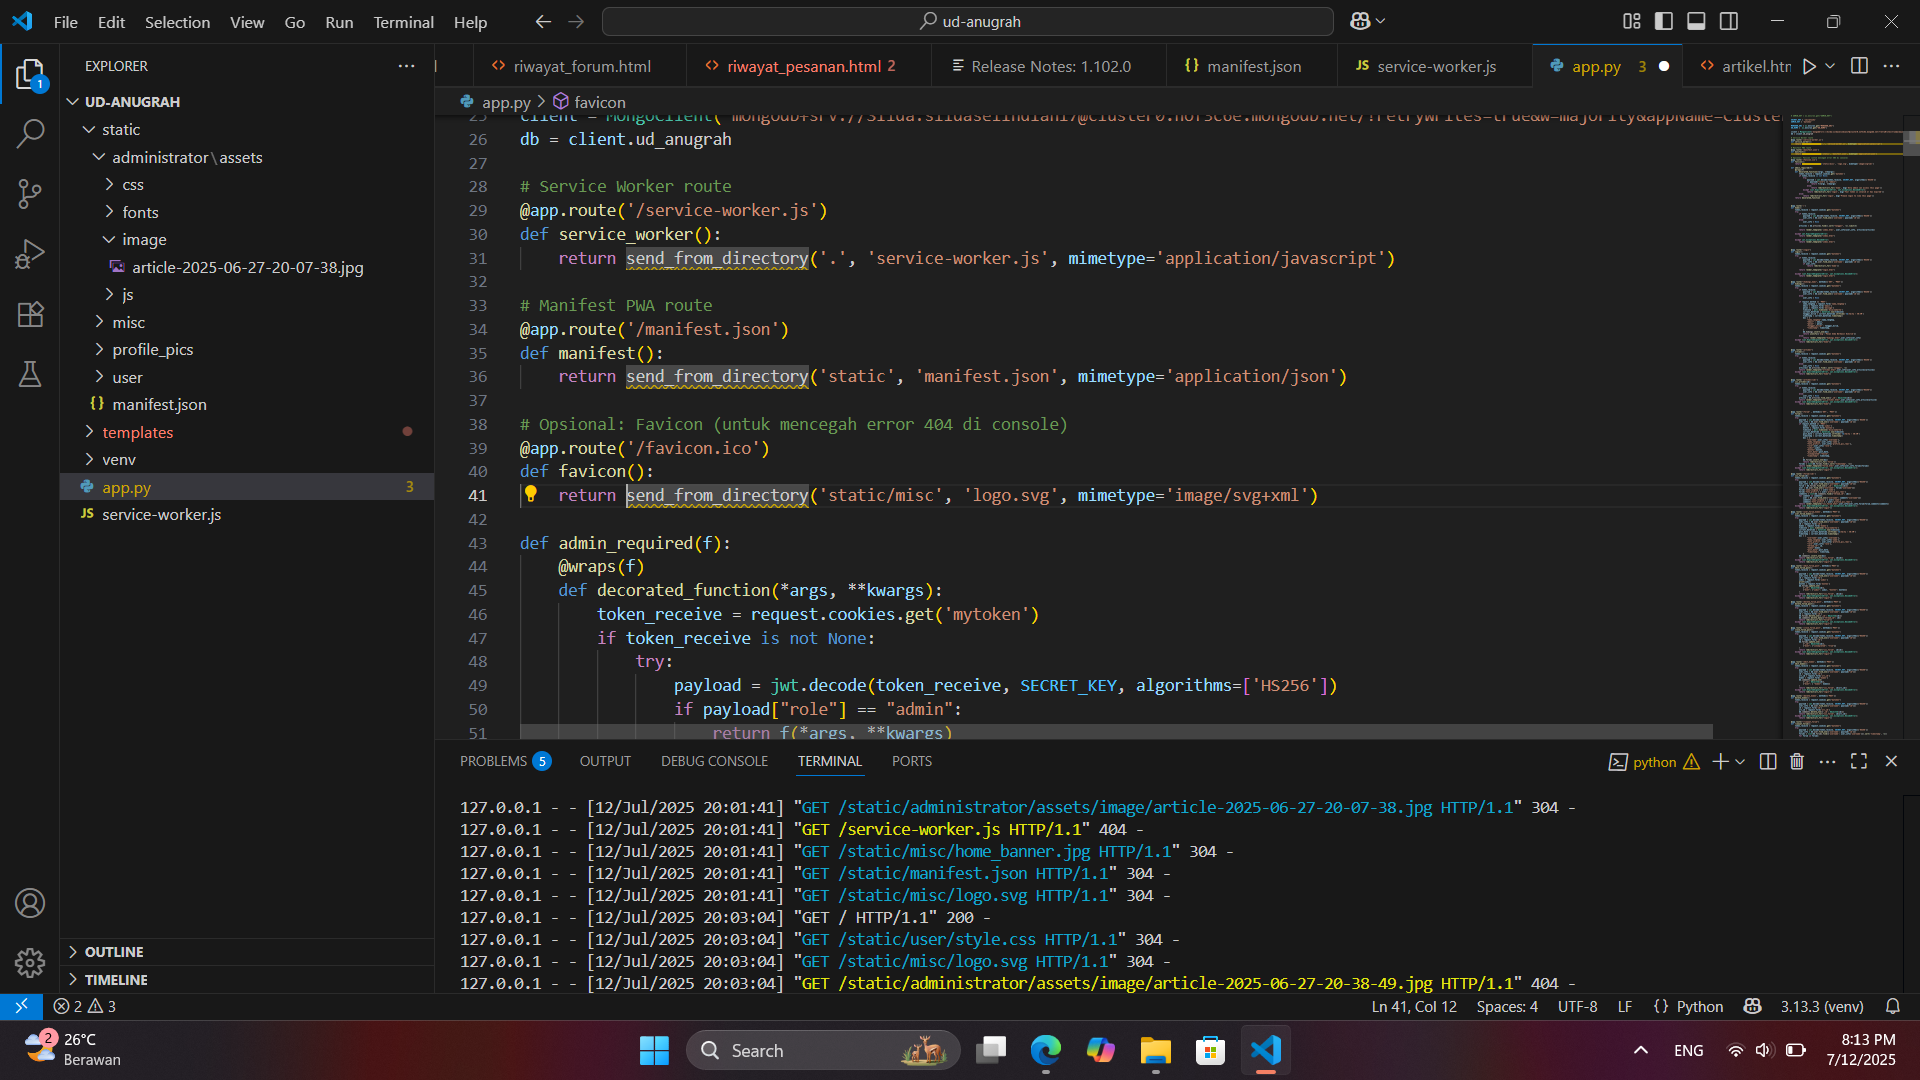 File Edit Selection View Go Run Terminal Help
ud-anugrah
EXPLORER
riwayat_forum.html
riwayat_pesanan.html 2
Release Notes: 1.102.0
manifest.json
JS service-worker.js
app.py 3
artikel.htm
UD-ANUGRAH
static
administrator\assets
css
fonts
image
article-2025-06-27-20-07-38.jpg
js
misc
profile_pics
user
manifest.json
templates
venv
app.py 3
JS service-worker.js
OUTLINE
TIMELINE
1
app.py > favicon
26 db = client.ud_anugrah
27
28 # Service Worker route
29 @app.route('/service-worker.js')
30 def service_worker():
31 return send_from_directory('.', 'service-worker.js', mimetype='application/javascript')
32
33 # Manifest PWA route
34 @app.route('/manifest.json')
35 def manifest():
36 return send_from_directory('static', 'manifest.json', mimetype='application/json')
37
38 # Opsional: Favicon (untuk mencegah error 404 di console)
39 @app.route('/favicon.ico')
40 def favicon():
41 return send_from_directory('static/misc', 'logo.svg', mimetype='image/svg+xml')
42
43 def admin_required(f):
44 @wraps(f)
45 def decorated_function(*args, **kwargs):
46 token_receive = request.cookies.get('mytoken')
47 if token_receive is not None:
48 try:
49 payload = jwt.decode(token_receive, SECRET_KEY, algorithms=['HS256'])
50 if payload["role"] == "admin":
51 return f(*args, **kwargs)
PROBLEMS 5 OUTPUT DEBUG CONSOLE TERMINAL PORTS
python
127.0.0.1 - - [12/Jul/2025 20:01:41] "GET /static/administrator/assets/image/article-2025-06-27-20-07-38.jpg HTTP/1.1" 304 -
127.0.0.1 - - [12/Jul/2025 20:01:41] "GET /service-worker.js HTTP/1.1" 404 -
127.0.0.1 - - [12/Jul/2025 20:01:41] "GET /static/misc/home_banner.jpg HTTP/1.1" 304 -
127.0.0.1 - - [12/Jul/2025 20:01:41] "GET /static/manifest.json HTTP/1.1" 304 -
127.0.0.1 - - [12/Jul/2025 20:01:41] "GET /static/misc/logo.svg HTTP/1.1" 304 -
127.0.0.1 - - [12/Jul/2025 20:03:04] "GET / HTTP/1.1" 200 -
127.0.0.1 - - [12/Jul/2025 20:03:04] "GET /static/user/style.css HTTP/1.1" 304 -
127.0.0.1 - - [12/Jul/2025 20:03:04] "GET /static/misc/logo.svg HTTP/1.1" 304 -
127.0.0.1 - - [12/Jul/2025 20:03:04] "GET /static/administrator/assets/image/article-2025-06-27-20-38-49.jpg HTTP/1.1" 404 -
2 3
Ln 41, Col 12 Spaces: 4 UTF-8 LF {} Python 3.13.3 (venv)
2
26°C
Berawan
Search
ENG
8:13 PM
7/12/2025